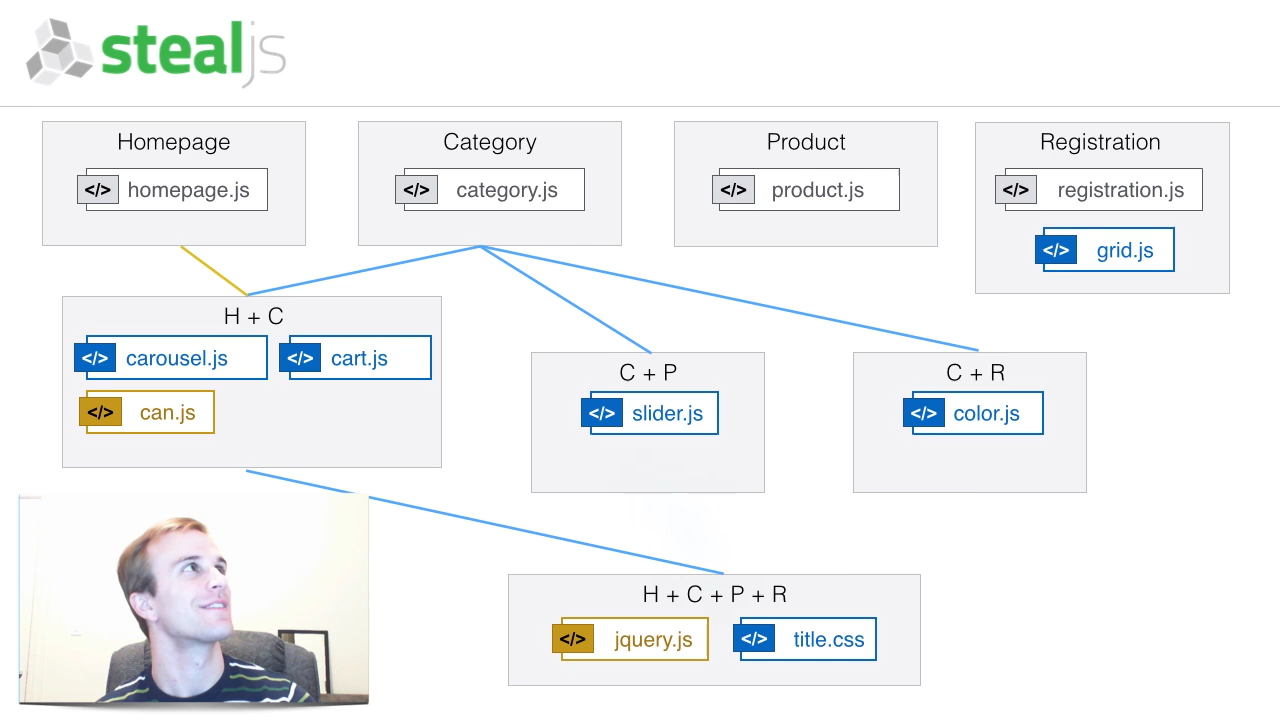 stealjs
Homepage
</> homepage.js
Category
</> category.js
Product
</> product.js
Registration
</> registration.js
</> grid.js
H + C
</> carousel.js
</> cart.js
</> can.js
C + P
</> slider.js
C + R
</> color.js
H + C + P + R
</> jquery.js
</> title.css